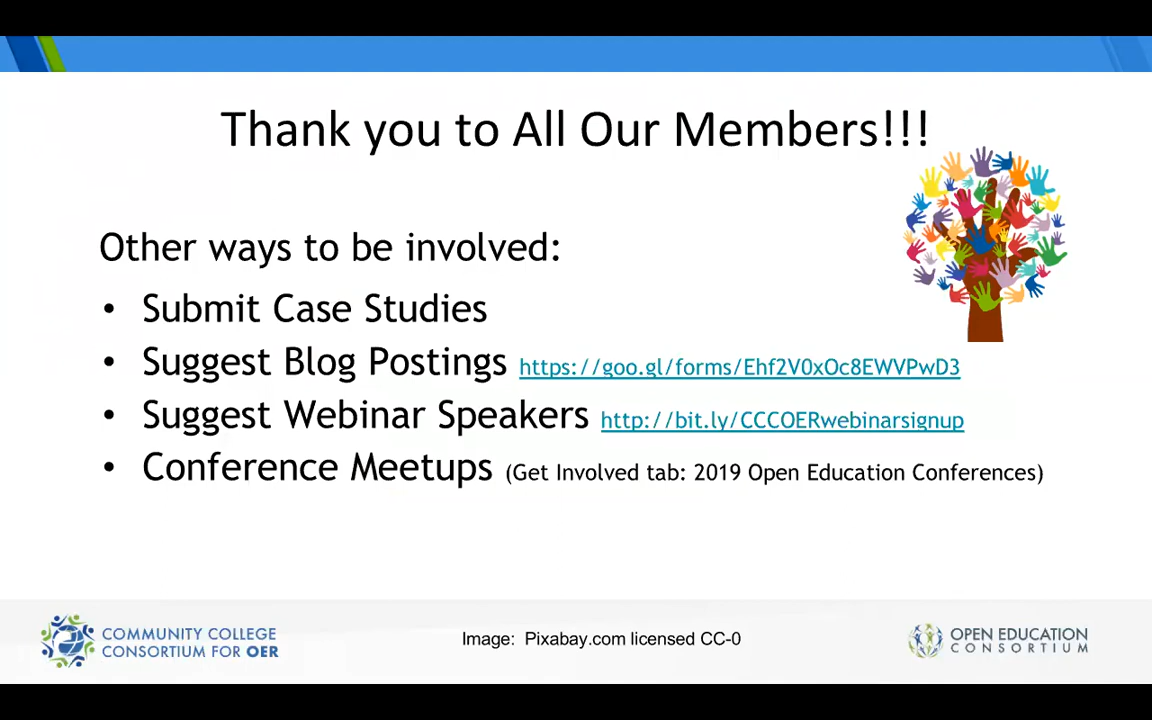 Thank you to All Our Members!!!
Other ways to be involved:
• Submit Case Studies
• Suggest Blog Postings https://goo.gl/forms/Ehf2V0xOc8EWVPwD3
• Suggest Webinar Speakers http://bit.ly/CCCOERwebinarsignup
• Conference Meetups (Get Involved tab: 2019 Open Education Conferences)
COMMUNITY COLLEGE
CONSORTIUM FOR OER
Image: Pixabay.com licensed CC-0
OPEN EDUCATION
CONSORTIUM